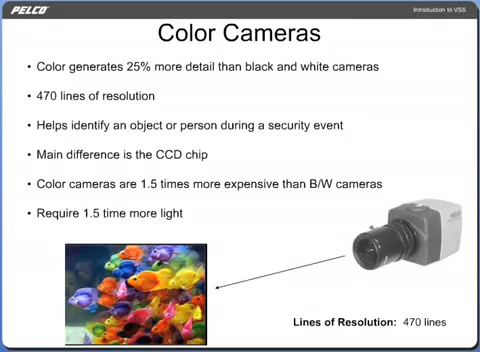 PELCO
Introduction to VSS
Color Cameras
• Color generates 25% more detail than black and white cameras
• 470 lines of resolution
• Helps identify an object or person during a security event
• Main difference is the CCD chip
• Color cameras are 1.5 times more expensive than B/W cameras
• Require 1.5 time more light
PELCO
Lines of Resolution: 470 lines